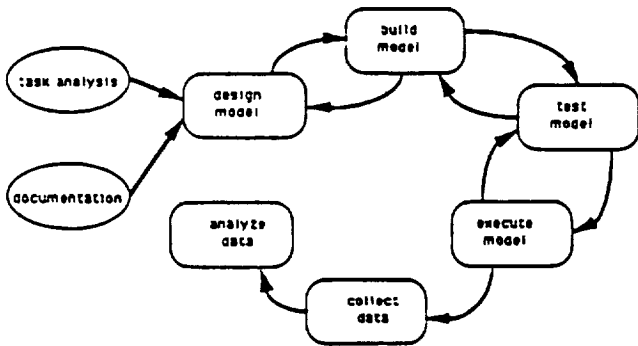 build
model
task analysis
design
model
test
model
documentation
analyze
data
execute
model
collect
data